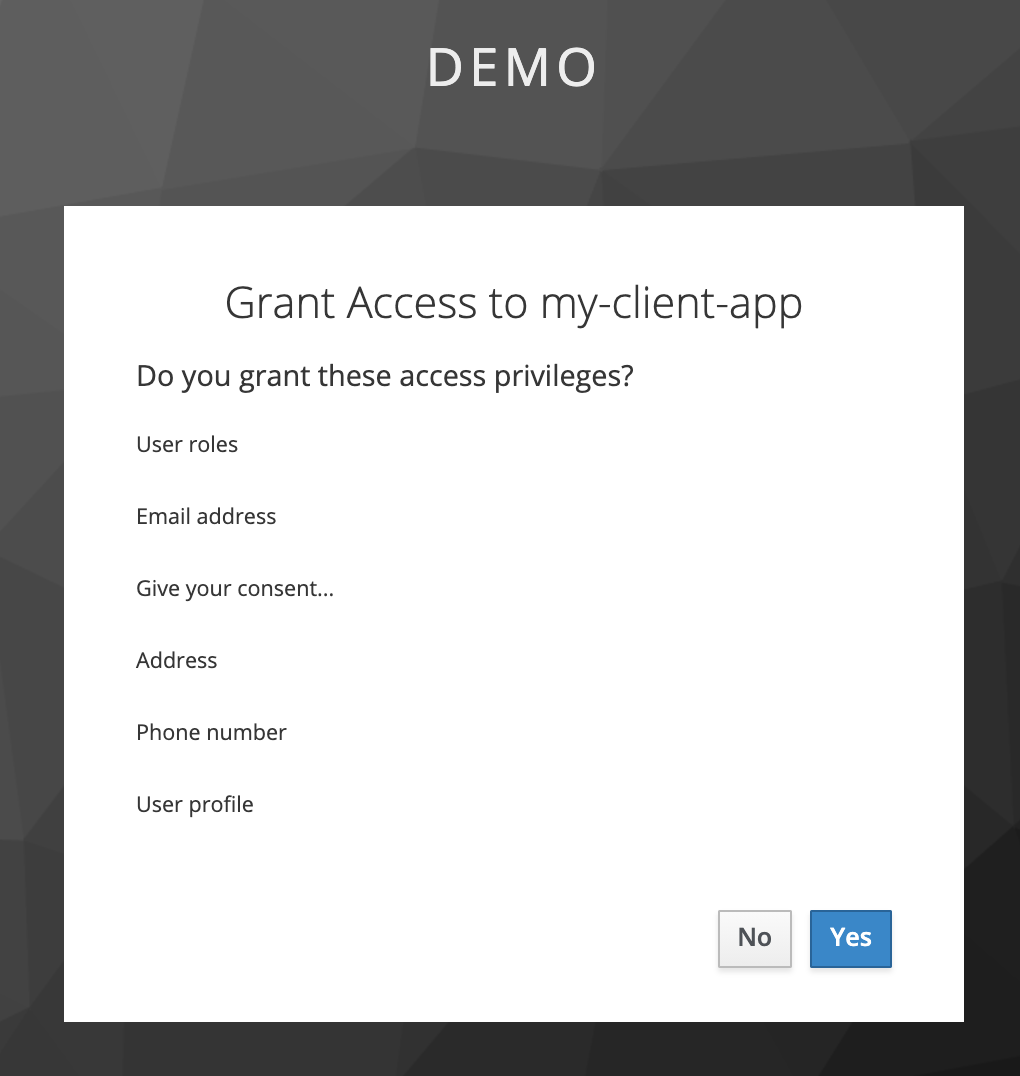 DEMO
Grant Access to my-client-app
Do you grant these access privileges?
User roles
Email address
Give your consent...
Address
Phone number
User profile
No
Yes